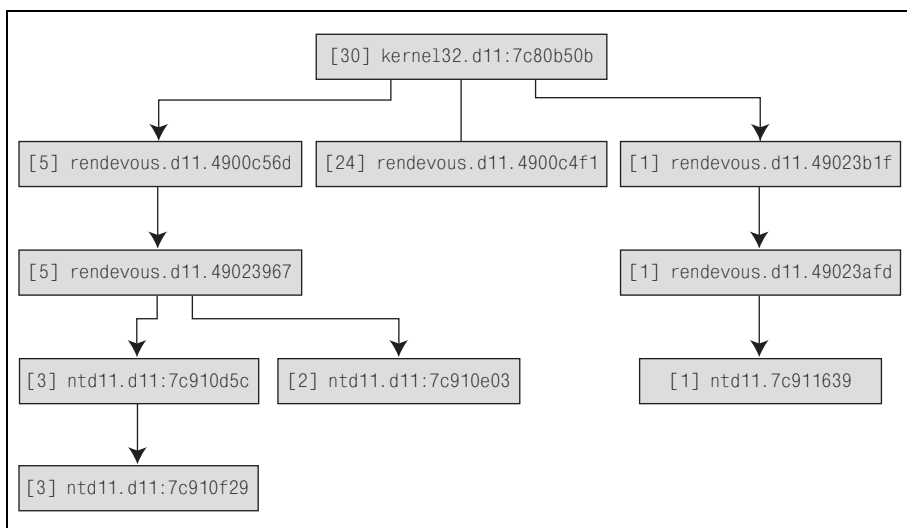 [30] kernel32.d11:7c80b50b
[5] rendevous.d11.4900c56d
[24] rendevous.d11.4900c4f1
[1] rendevous.d11.49023b1f
[5] rendevous.d11.49023967
[1] rendevous.d11.49023afd
[3] ntd11.d11:7c910d5c
[2] ntd11.d11:7c910e03
[1] ntd11.7c911639
[3] ntd11.d11:7c910f29